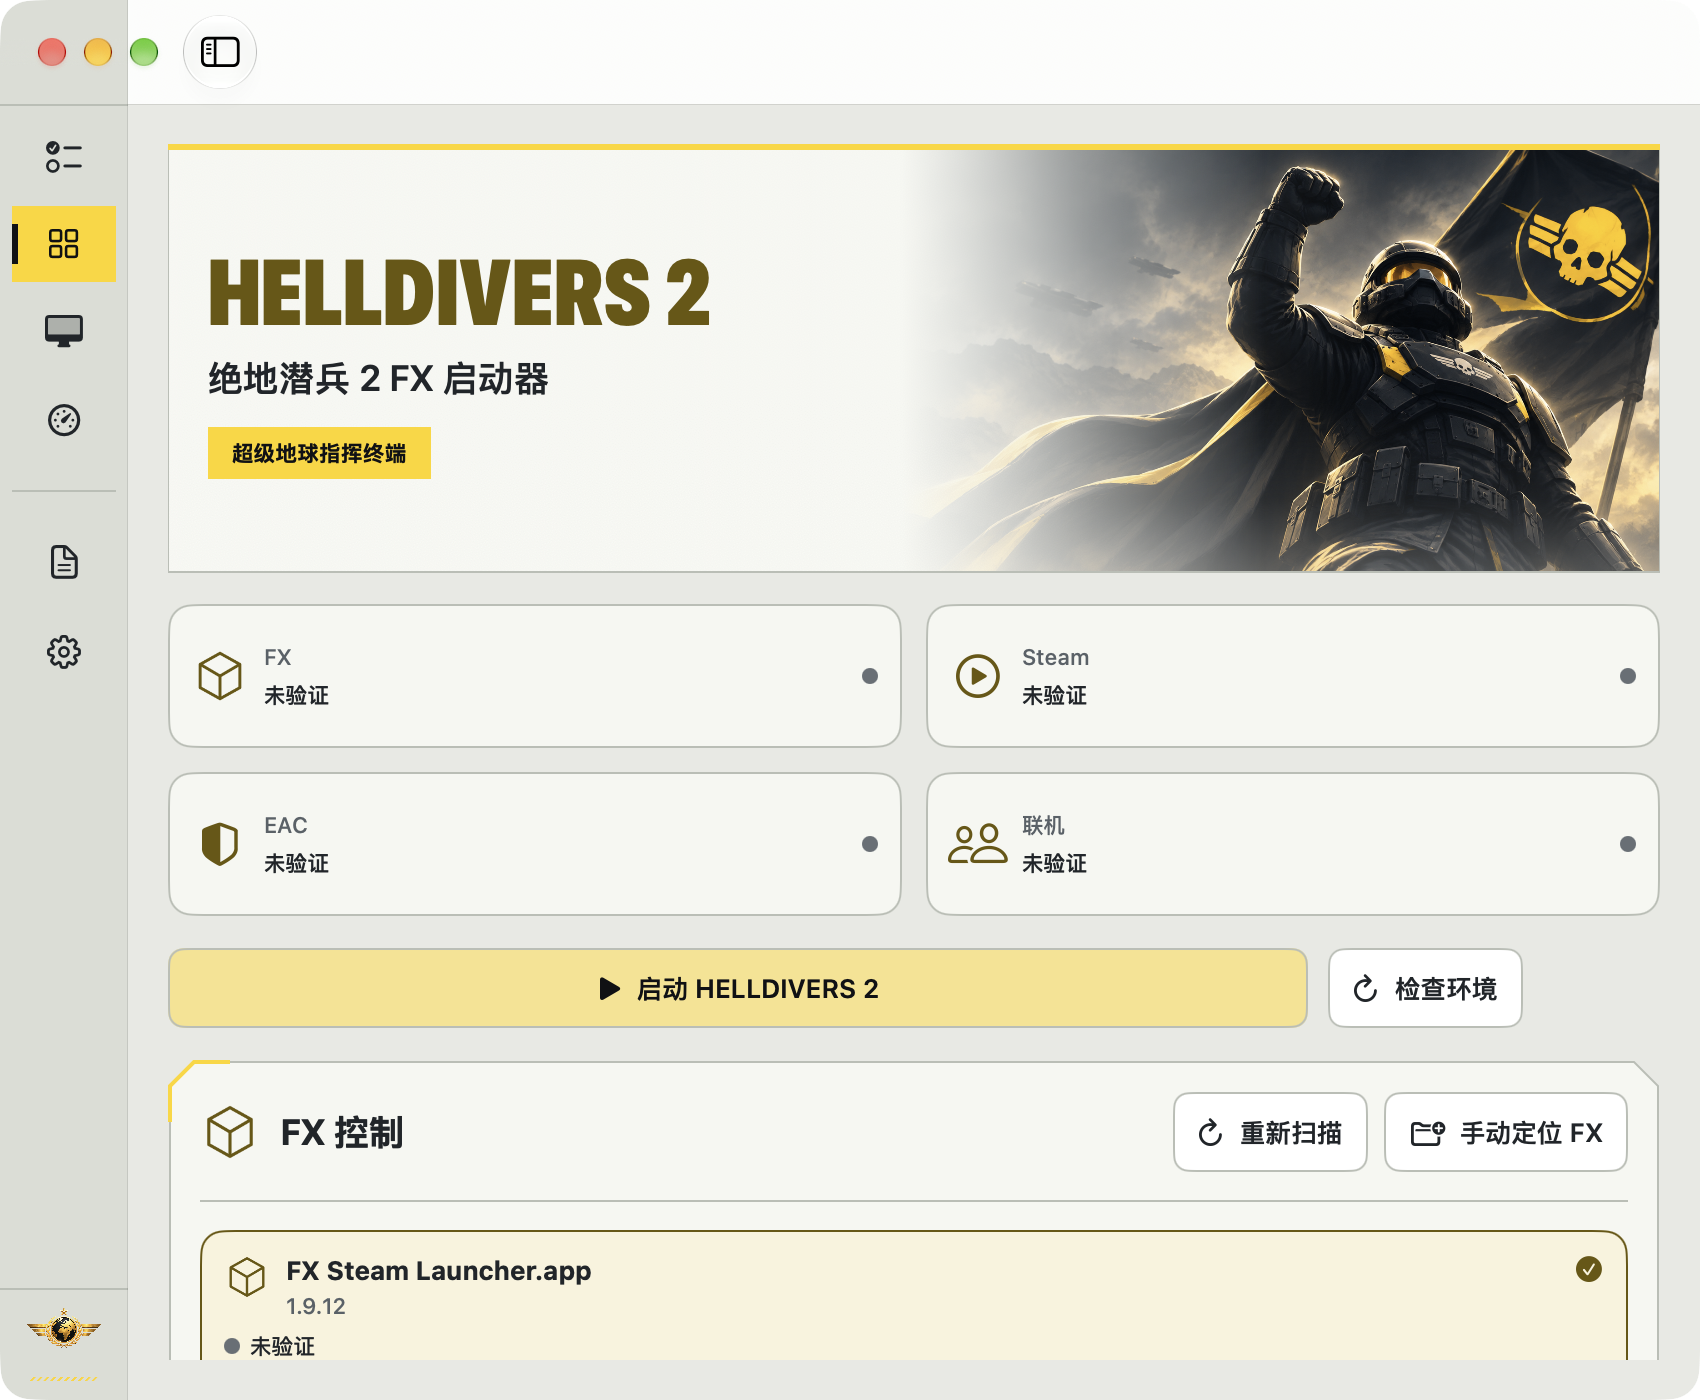 HELLDIVERS 2
绝地潜兵 2 FX 启动器
超级地球指挥终端
FX
未验证
Steam
未验证
EAC
未验证
联机
未验证
启动 HELLDIVERS 2
检查环境
FX 控制
重新扫描
手动定位 FX
FX Steam Launcher.app
1.9.12
未验证